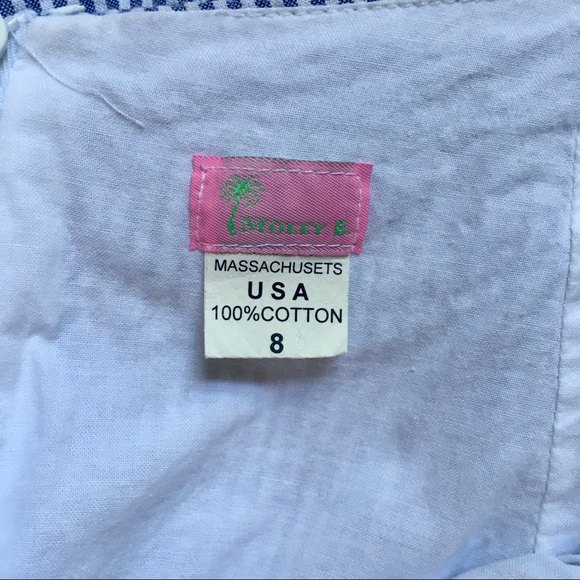 MOLLY B.
MASSACHUSETS
USA
100%COTTON
8